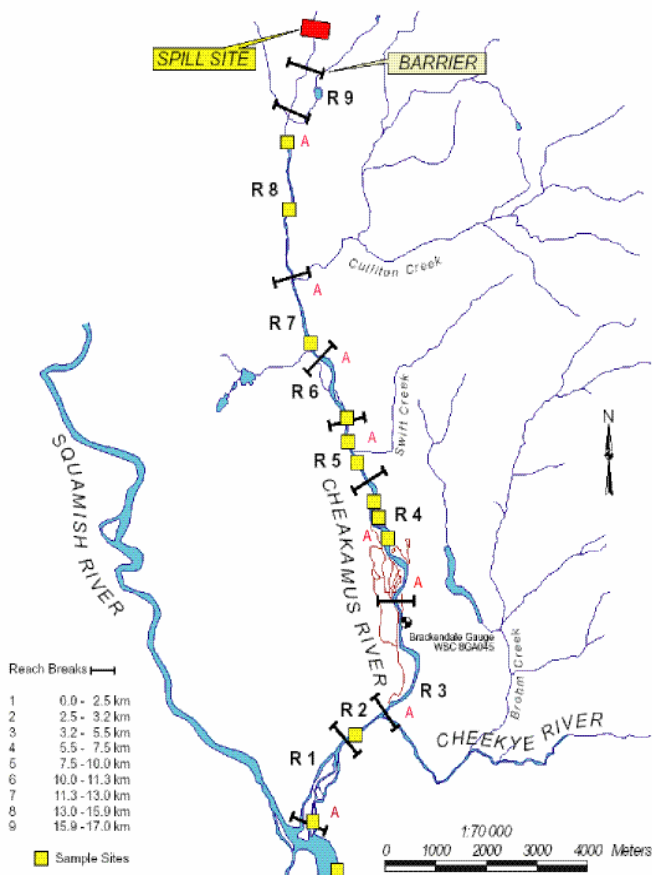 SPILL SITE
BARRIER
R 9
A
R 8
Culliton Creek
A
R 7
A
R 6
A
Swift Creek
N
R 5
SQUAMISH RIVER
CHEAKAMUS RIVER
R 4
A
A
Brackendale Gauge
WSC 8GA045
Brohm Creek
R 3
A
R 2
CHEEKYE RIVER
R 1
A
Reach Breaks
1 0.0 - 2.5 km
2 2.5 - 3.2 km
3 3.2 - 5.5 km
4 5.5 - 7.5 km
5 7.5 - 10.0 km
6 10.0 - 11.3 km
7 11.3 - 13.0 km
8 13.0 - 15.9 km
9 15.9 - 17.0 km
Sample Sites
1:70 000
0 1000 2000 3000 4000 Meters